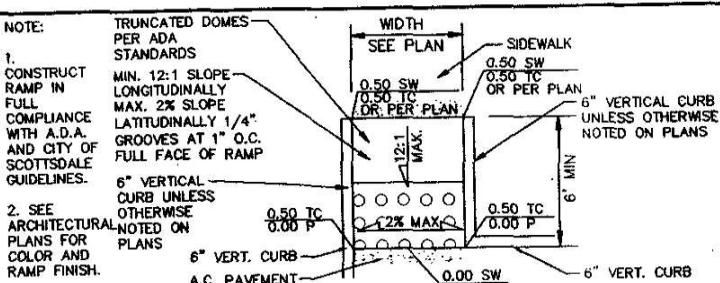 NOTE:
1.
CONSTRUCT
RAMP IN
FULL
COMPLIANCE
WITH A.D.A.
AND CITY OF
SCOTTSDALE
GUIDELINES.
2. SEE
ARCHITECTURAL
PLANS FOR
COLOR AND
RAMP FINISH.
TRUNCATED DOMES
PER ADA
STANDARDS
MIN. 12:1 SLOPE
LONGITUDINALLY
MAX. 2% SLOPE
LATITUDINALLY 1/4"
GROOVES AT 1" O.C.
FULL FACE OF RAMP
6" VERTICAL
CURB UNLESS
OTHERWISE
NOTED ON
PLANS
6" VERT. CURB
A.C. PAVEMENT
WIDTH
SEE PLAN
SIDEWALK
0.50 SW
0.50 TC
OR PER PLAN
0.50 SW
0.50 TC
OR PER PLAN
6" VERTICAL CURB
UNLESS OTHERWISE
NOTED ON PLANS
12:1
MAX.
6' MIN
0.50 TC
0.00 P
2% MAX
0.50 TC
0.00 P
0.00 SW
6" VERT. CURB